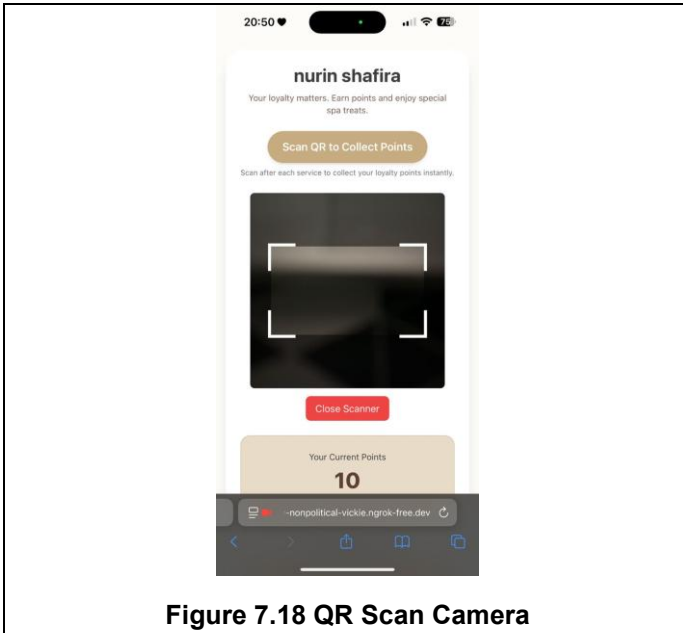 20:50
75
nurin shafira
Your loyalty matters. Earn points and enjoy special
spa treats.
Scan QR to Collect Points
Scan after each service to collect your loyalty points instantly.
Close Scanner
Your Current Points
10
-nonpolitical-vickie.ngrok-free.dev
Figure 7.18 QR Scan Camera